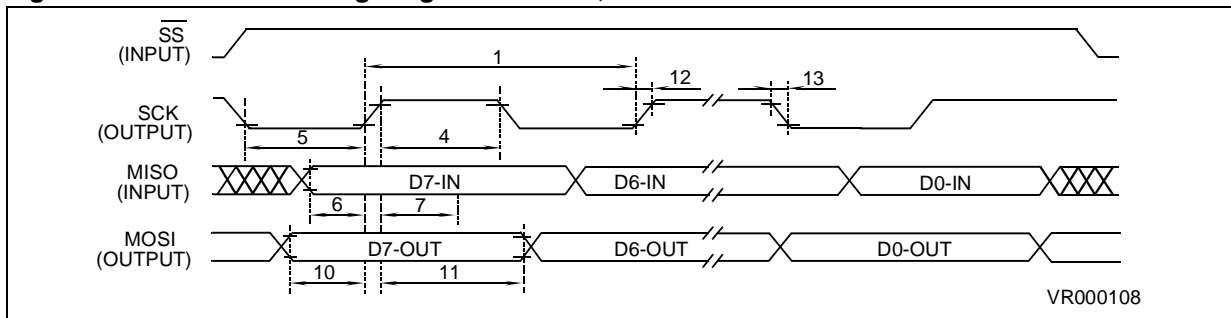 SS
(INPUT)
1
12
13
SCK
(OUTPUT)
5
4
MISO
(INPUT)
D7-IN
D6-IN
D0-IN
6
7
MOSI
(OUTPUT)
D7-OUT
D6-OUT
D0-OUT
10
11
VR000108